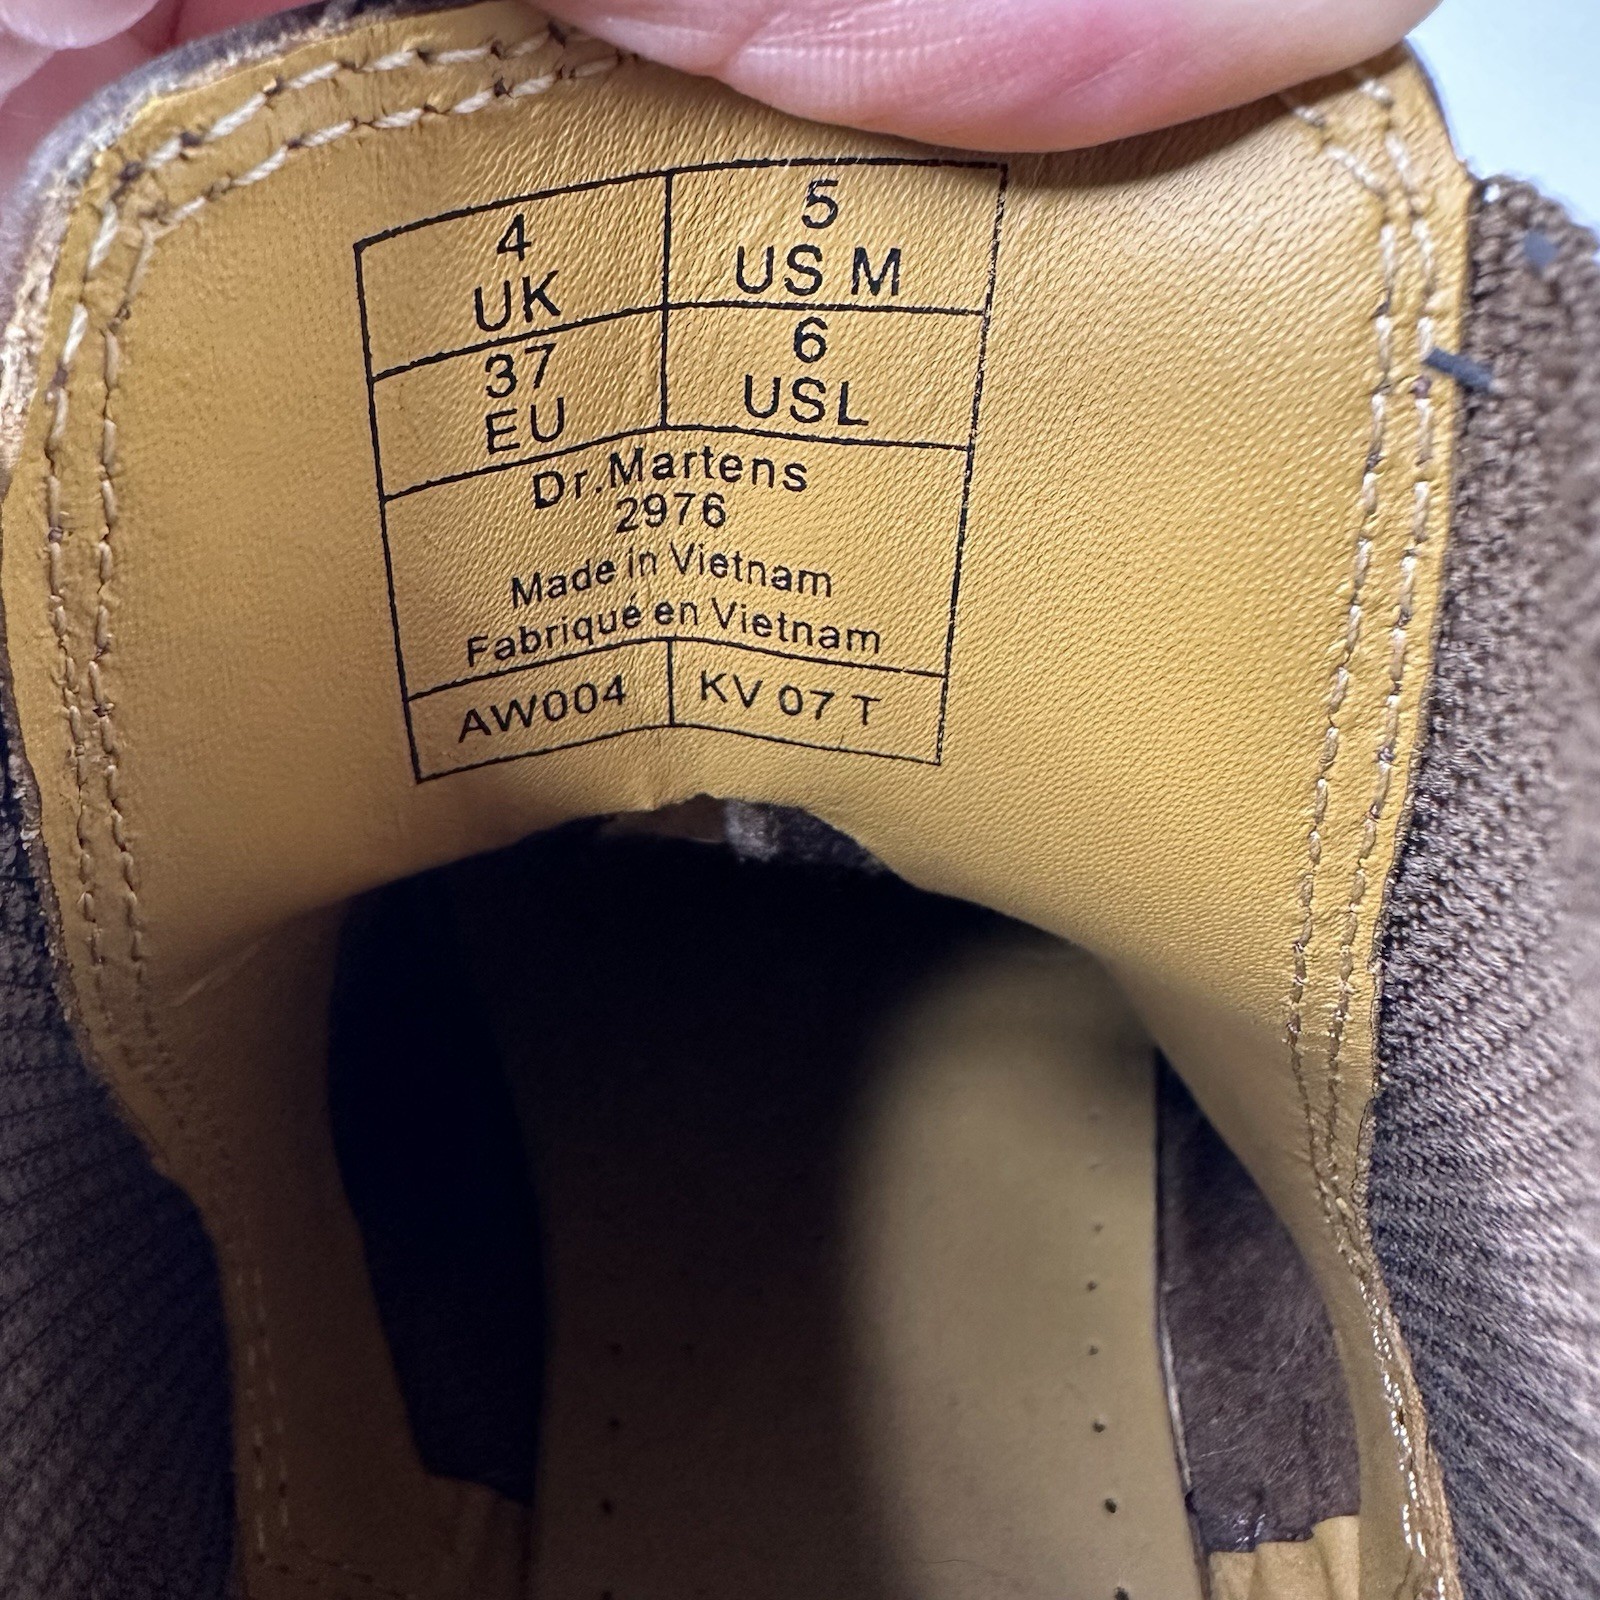 4
UK
5
US M
37
EU
6
USL
Dr.Martens
2976
Made in Vietnam
Fabriqué en Vietnam
AW004
KV 07 T